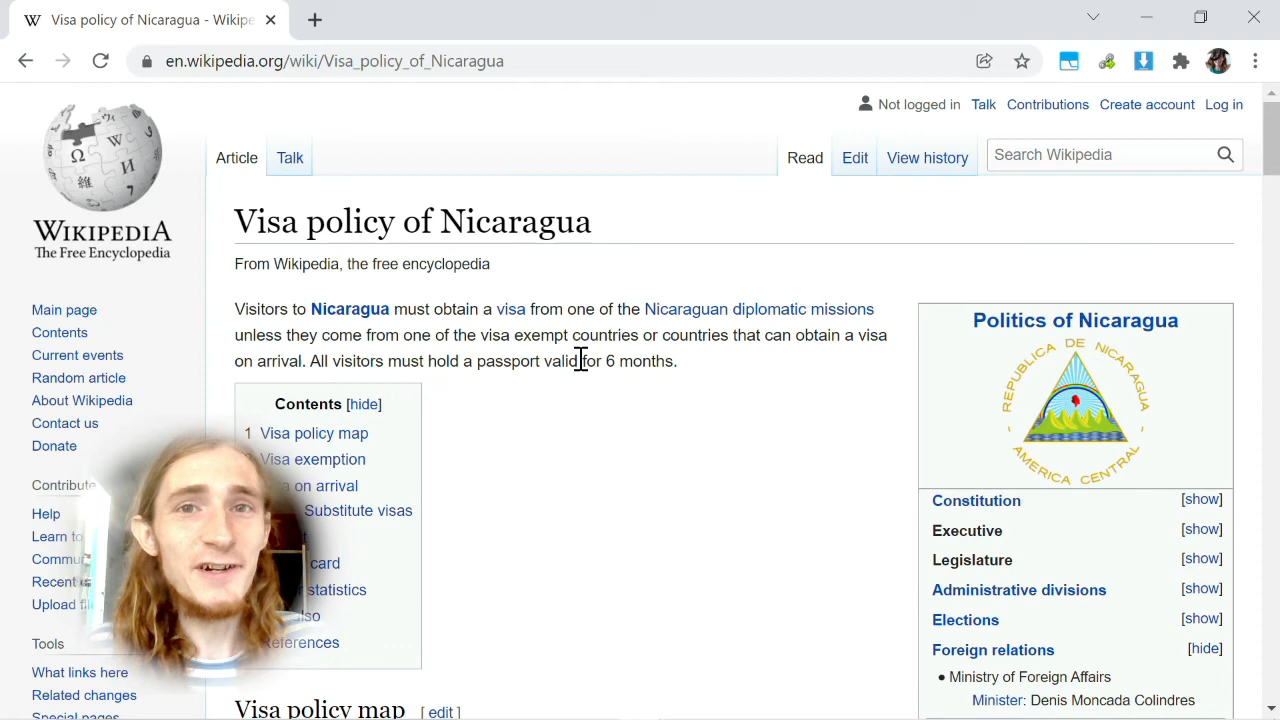 Visa policy of Nicaragua - Wikipe
en.wikipedia.org/wiki/Visa_policy_of_Nicaragua
Not logged in Talk Contributions Create account Log in
Article Talk Read Edit View history Search Wikipedia
WIKIPEDIA
The Free Encyclopedia
Main page
Contents
Current events
Random article
About Wikipedia
Contact us
Donate
Contribute
Help
Learn to
Recent
Upload
Tools
What links here
Related changes
Special pages
Visa policy of Nicaragua
From Wikipedia, the free encyclopedia
Visitors to Nicaragua must obtain a visa from one of the Nicaraguan diplomatic missions
unless they come from one of the visa exempt countries or countries that can obtain a visa
on arrival. All visitors must hold a passport valid for 6 months.
Contents [hide]
1 Visa policy map
Visa exemption
on arrival
Substitute visas
card
statistics
References
Visa policy map [ edit ]
Politics of Nicaragua
REPUBLICA DE NICARAGUA
- AMERICA CENTRAL -
Constitution [show]
Executive [show]
Legislature [show]
Administrative divisions [show]
Elections [show]
Foreign relations [hide]
• Ministry of Foreign Affairs
Minister: Denis Moncada Colindres